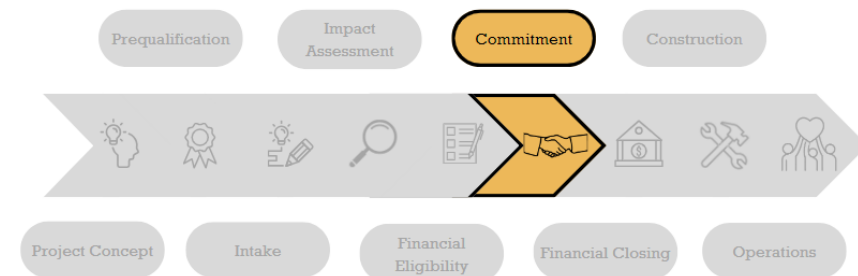 Prequalification
Impact
Assessment
Commitment
Construction
$
Project Concept
Intake
Financial
Eligibility
Financial Closing
Operations